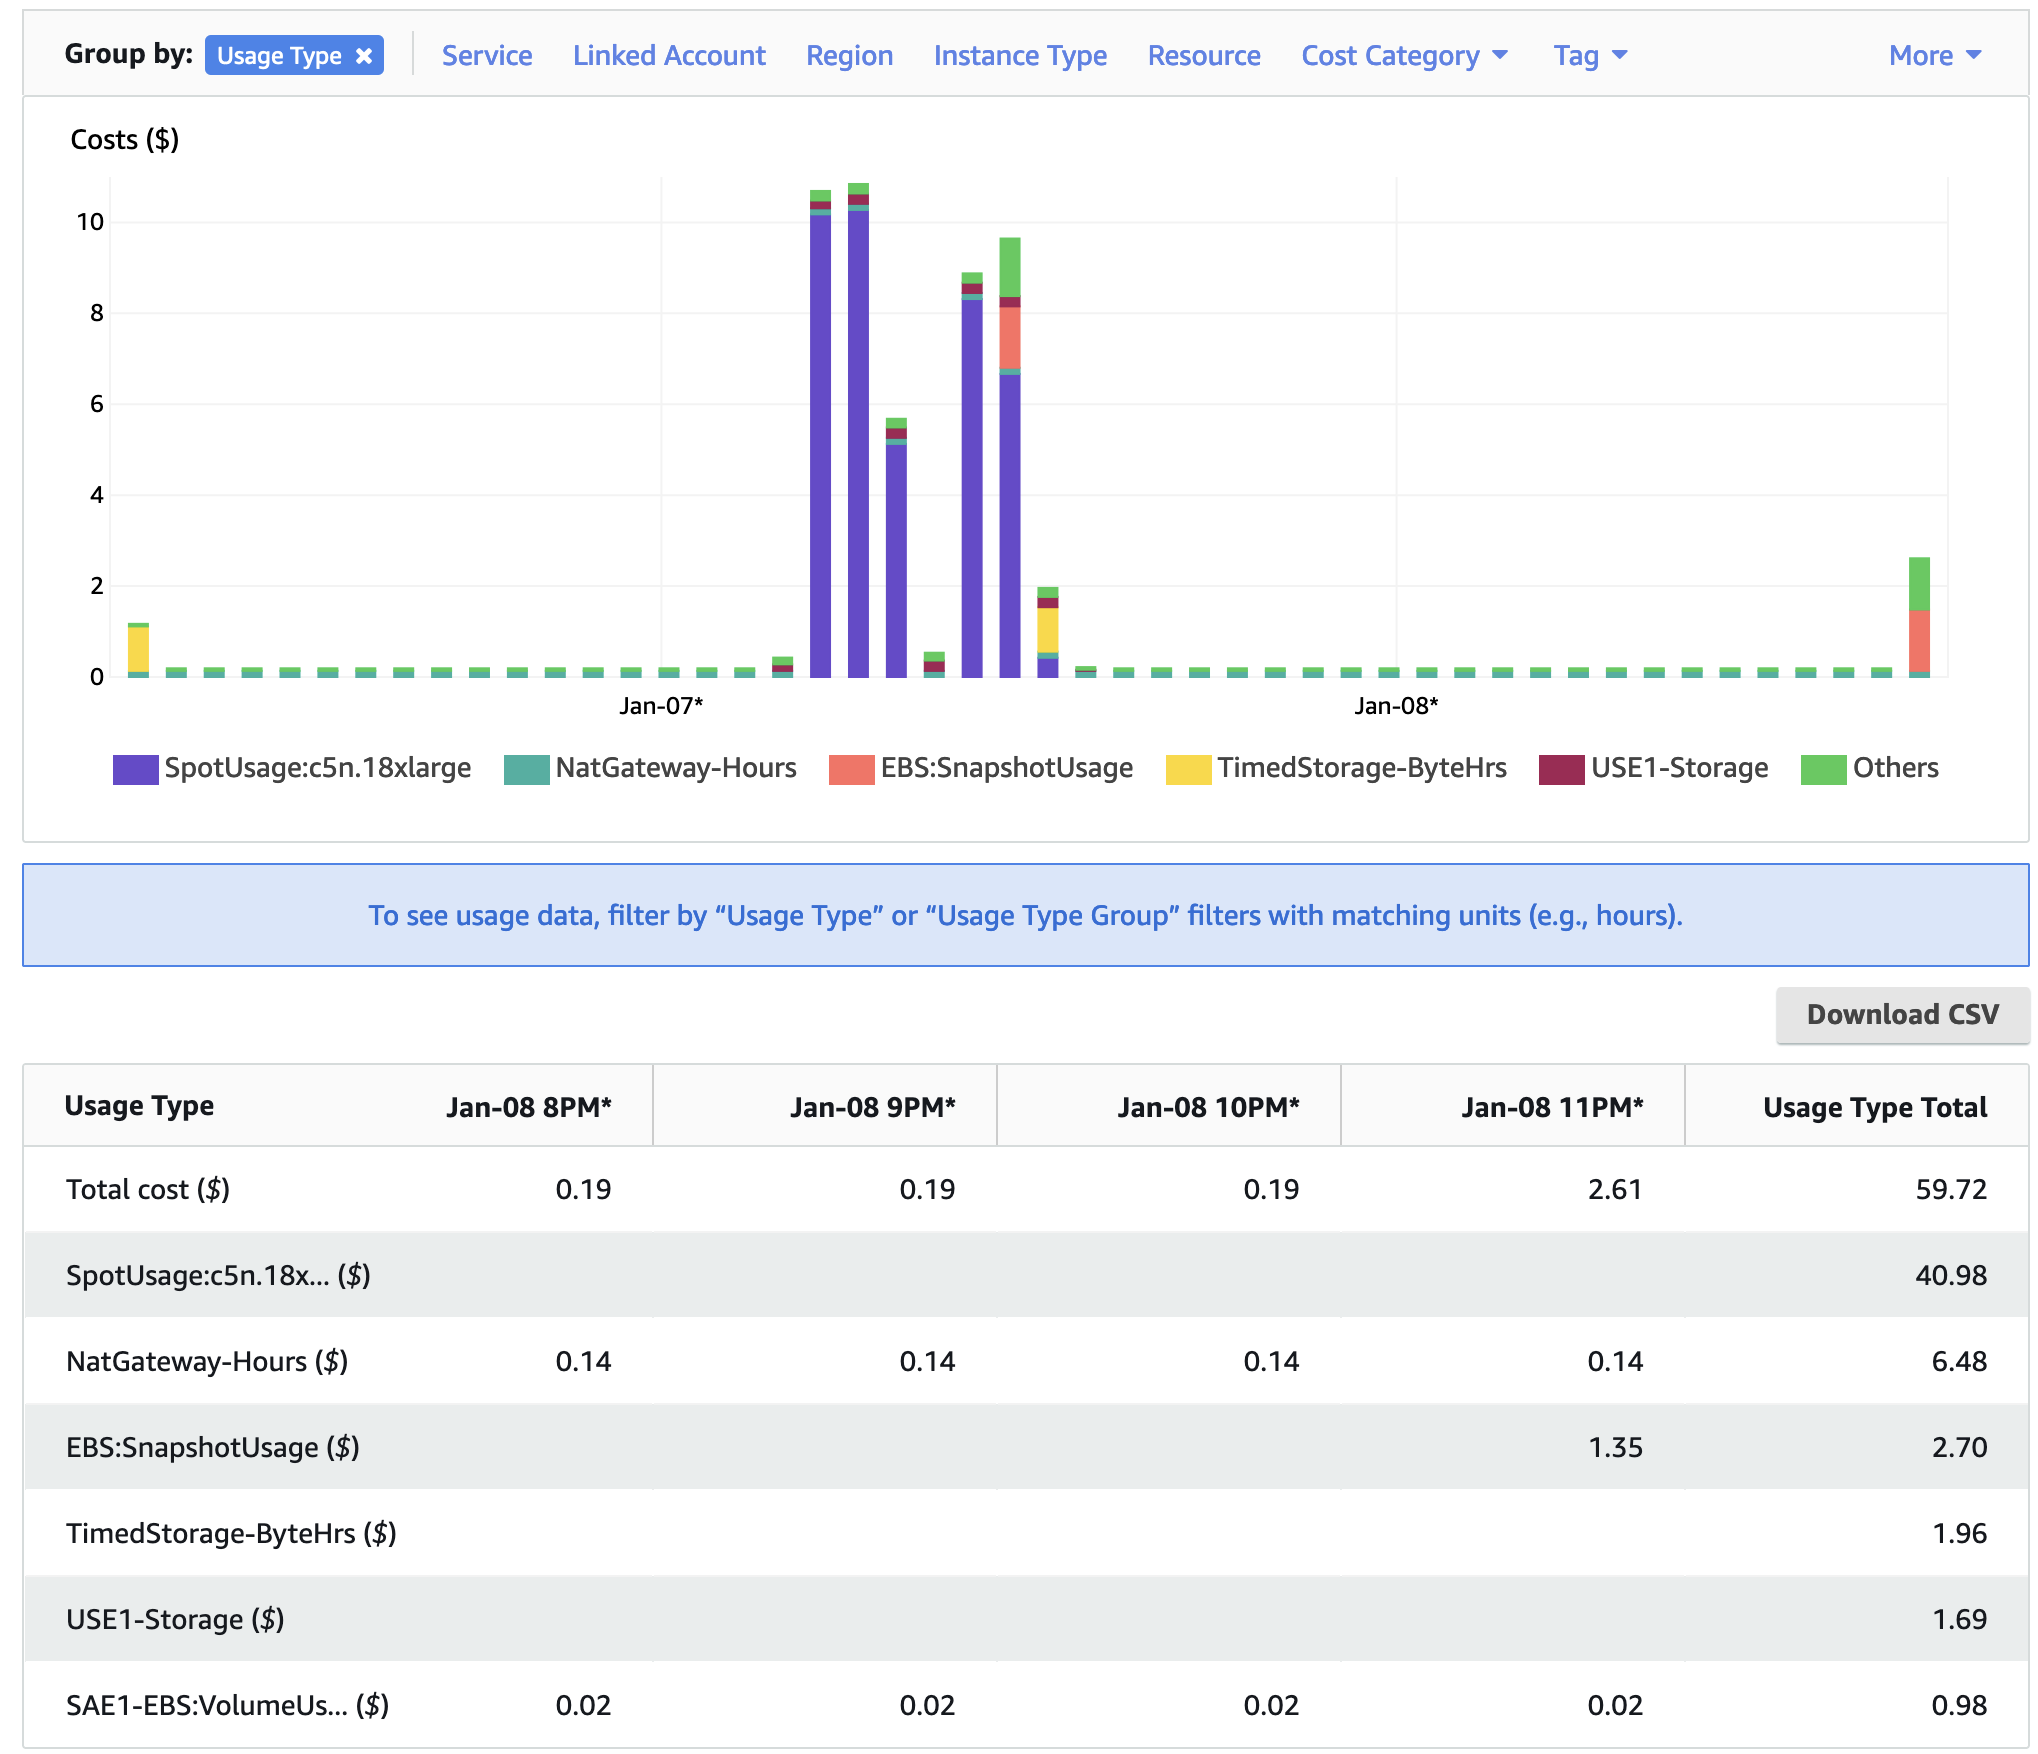 Group by: Usage Type × Service Linked Account Region Instance Type Resource Cost Category Tag More
Costs ($)
10
8
6
4
2
0
Jan-07* Jan-08*
SpotUsage:c5n.18xlarge NatGateway-Hours EBS:SnapshotUsage TimedStorage-ByteHrs USE1-Storage Others
To see usage data, filter by “Usage Type” or “Usage Type Group” filters with matching units (e.g., hours).
Download CSV
Usage Type Jan-08 8PM* Jan-08 9PM* Jan-08 10PM* Jan-08 11PM* Usage Type Total
Total cost ($) 0.19 0.19 0.19 2.61 59.72
SpotUsage:c5n.18x... ($) 40.98
NatGateway-Hours ($) 0.14 0.14 0.14 0.14 6.48
EBS:SnapshotUsage ($) 1.35 2.70
TimedStorage-ByteHrs ($) 1.96
USE1-Storage ($) 1.69
SAE1-EBS:VolumeUs... ($) 0.02 0.02 0.02 0.02 0.98